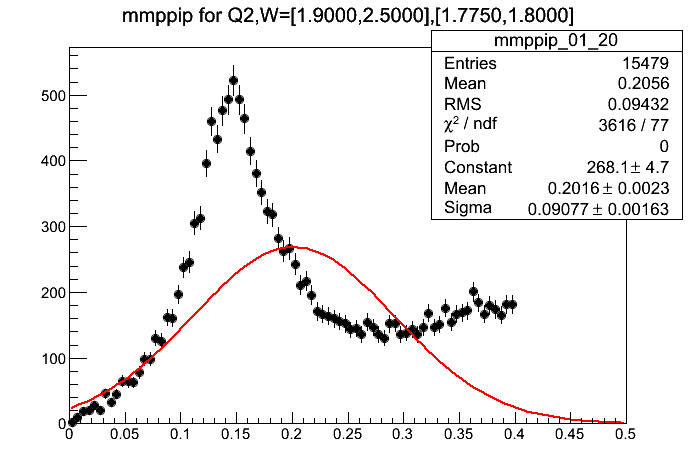 mmppip for Q2,W=[1.9000,2.5000],[1.7750,1.8000]
mmppip_01_20
Entries 15479
Mean 0.2056
RMS 0.09432
χ² / ndf 3616 / 77
Prob 0
Constant 268.1 ± 4.7
Mean 0.2016 ± 0.0023
Sigma 0.09077 ± 0.00163
500
400
300
200
100
0
0 0.05 0.1 0.15 0.2 0.25 0.3 0.35 0.4 0.45 0.5